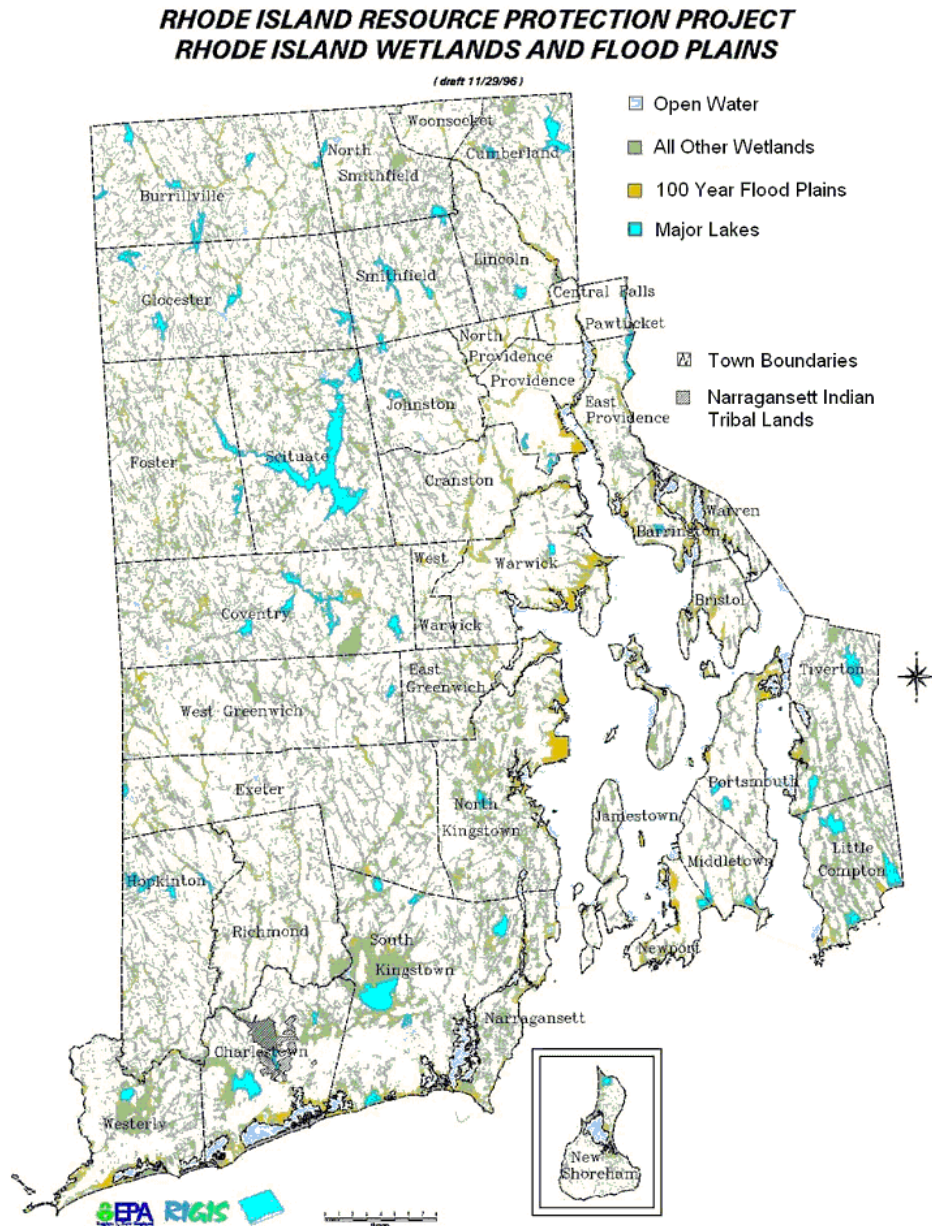 RHODE ISLAND RESOURCE PROTECTION PROJECT
RHODE ISLAND WETLANDS AND FLOOD PLAINS
( draft 11/29/96 )
Open Water
All Other Wetlands
100 Year Flood Plains
Major Lakes
Town Boundaries
Narragansett Indian
Tribal Lands
Woonsocket
North
Smithfield
Cumberland
Burrillville
Lincoln
Smithfield
Glocester
Central Falls
Pawtucket
North
Providence
Providence
East
Providence
Johnston
Foster
Scituate
Cranston
Warren
Barrington
West
Warwick
Warwick
Bristol
Coventry
East
Greenwich
Tiverton
West Greenwich
Exeter
Portsmouth
North
Kingstown
Jamestown
Middletown
Little
Compton
Hopkinton
Richmond
South
Kingstown
Newport
Narragansett
Charlestown
Westerly
New
Shoreham
EPA
RIGIS